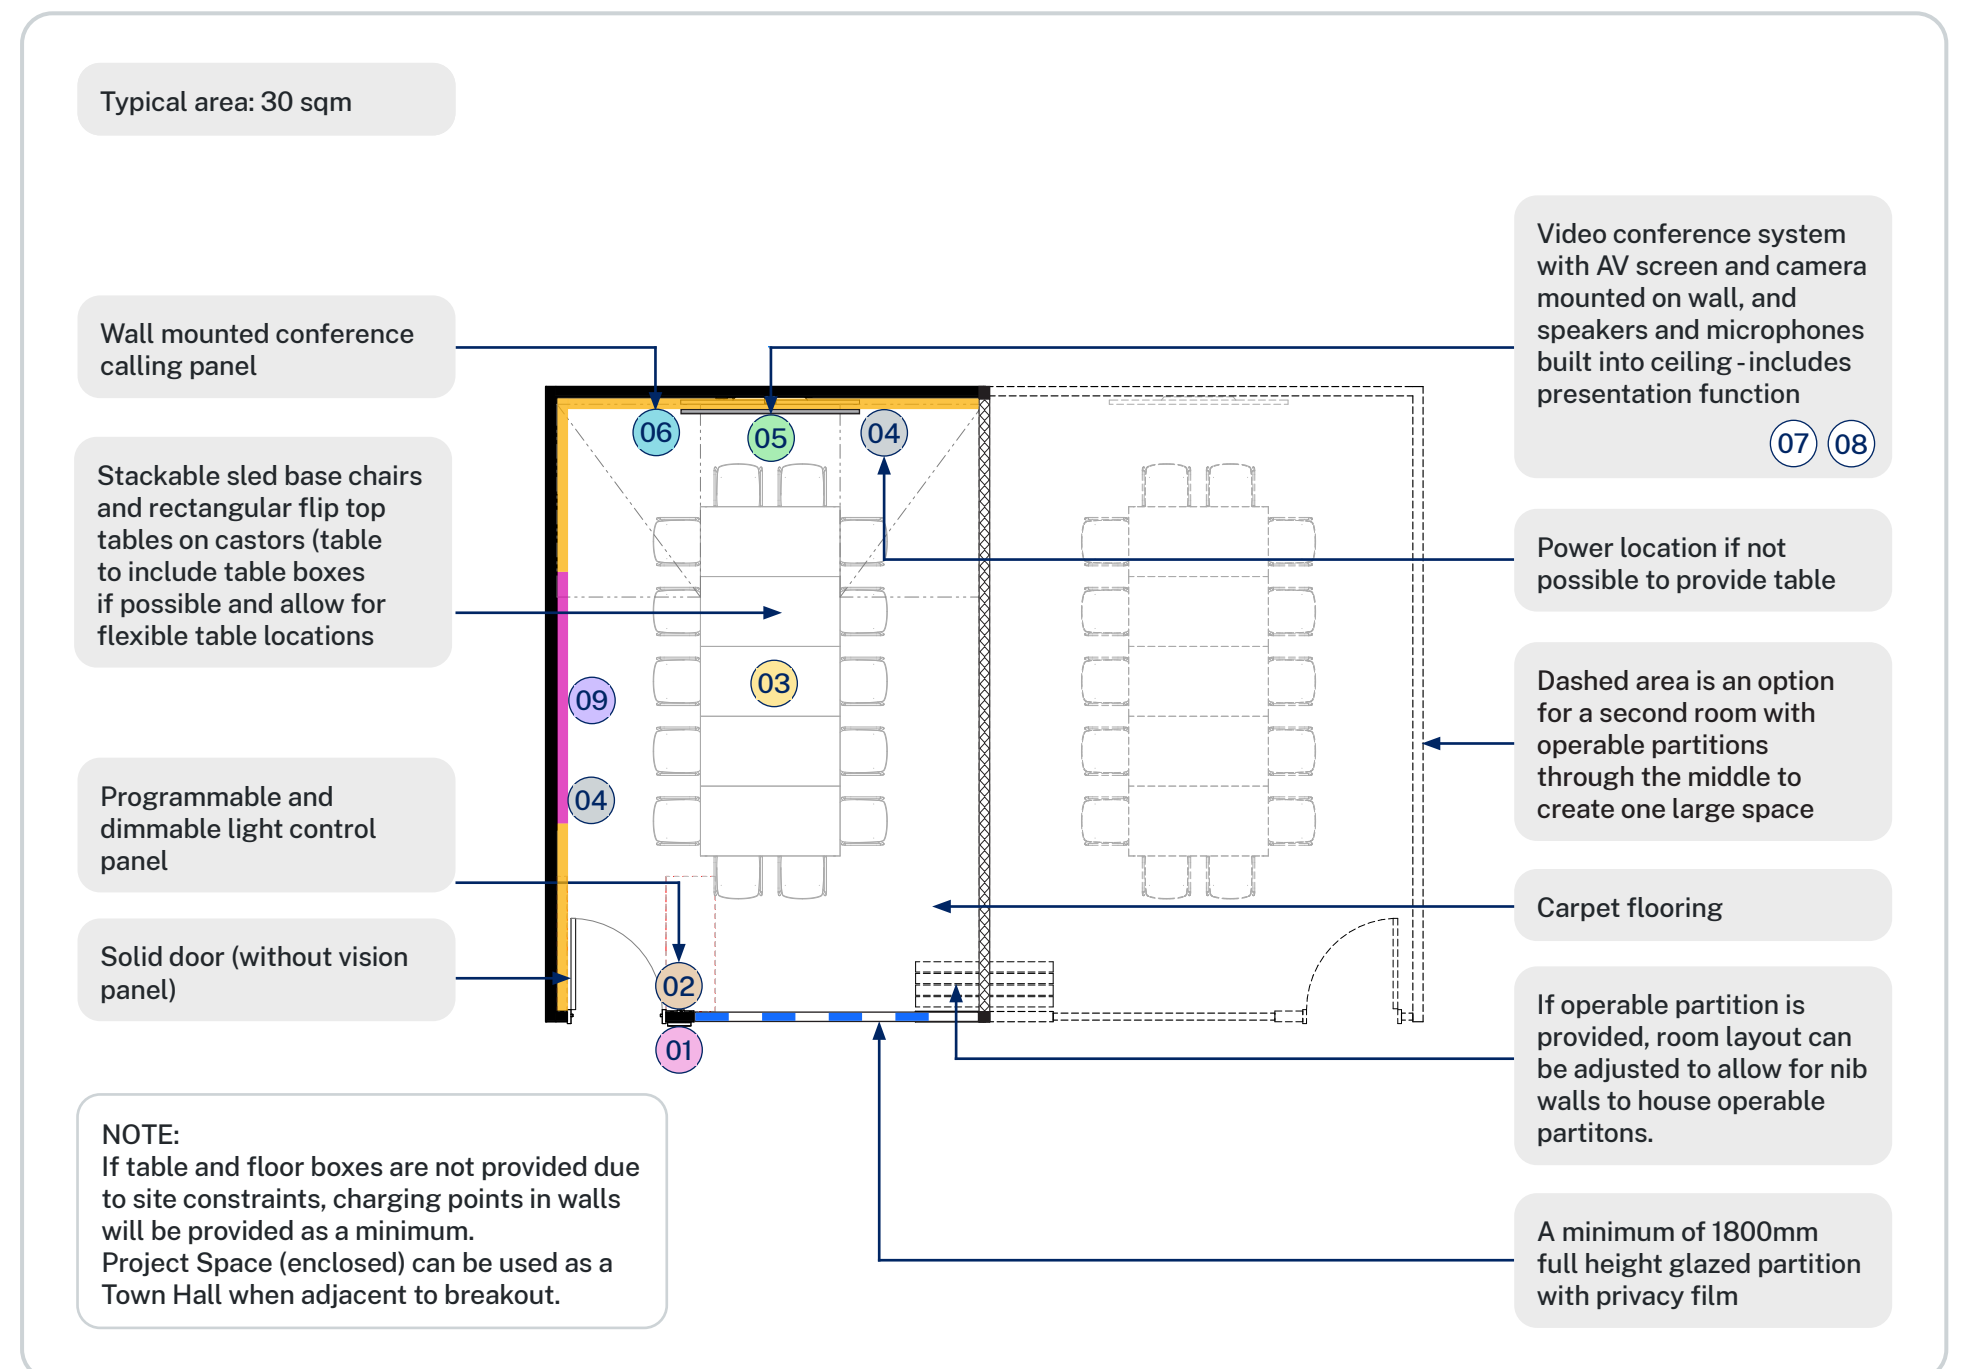 Typical area: 30 sqm
Wall mounted conference
calling panel
Stackable sled base chairs
and rectangular flip top
tables on castors (table
to include table boxes
if possible and allow for
flexible table locations
Programmable and
dimmable light control
panel
Solid door (without vision
panel)
NOTE:
If table and floor boxes are not provided due
to site constraints, charging points in walls
will be provided as a minimum.
Project Space (enclosed) can be used as a
Town Hall when adjacent to breakout.
06
05
04
03
09
04
02
01
Video conference system
with AV screen and camera
mounted on wall, and
speakers and microphones
built into ceiling - includes
presentation function
07 08
Power location if not
possible to provide table
Dashed area is an option
for a second room with
operable partitions
through the middle to
create one large space
Carpet flooring
If operable partition is
provided, room layout can
be adjusted to allow for nib
walls to house operable
partitons.
A minimum of 1800mm
full height glazed partition
with privacy film